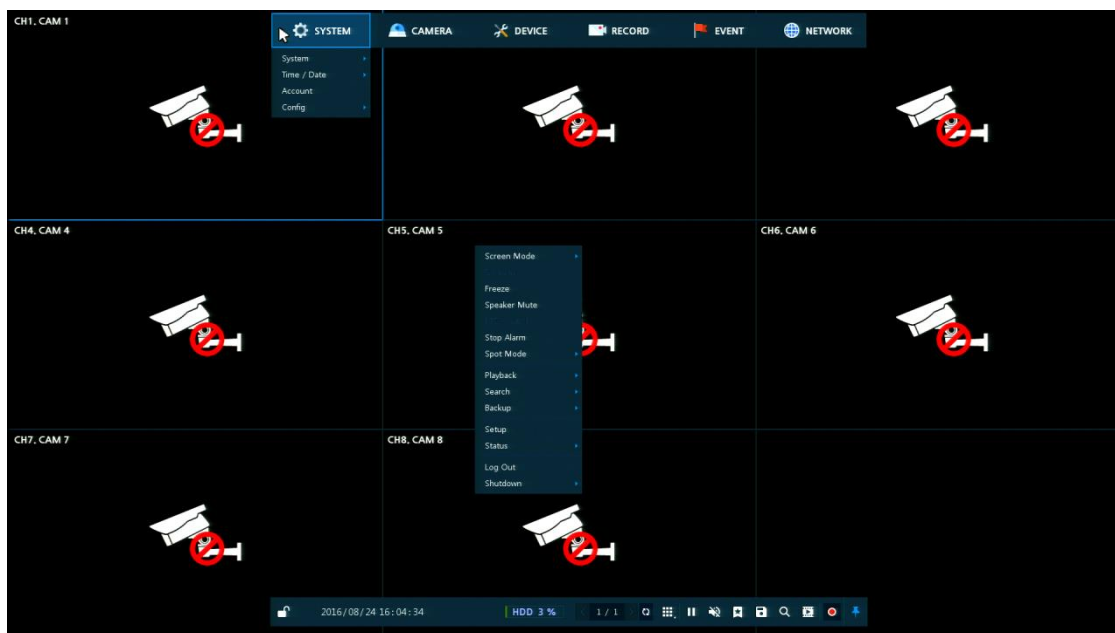 CH1, CAM 1
SYSTEM CAMERA DEVICE RECORD EVENT NETWORK
System
Time / Date
Account
Config
CH4, CAM 4
CH5, CAM 5
CH6, CAM 6
Screen Mode
Freeze
Speaker Mute
Stop Alarm
Spot Mode
Playback
Search
Backup
Setup
Status
Log Out
Shutdown
CH7, CAM 7
CH8, CAM 8
2016/08/24 16:04:34 HDD 3 % 1 / 1